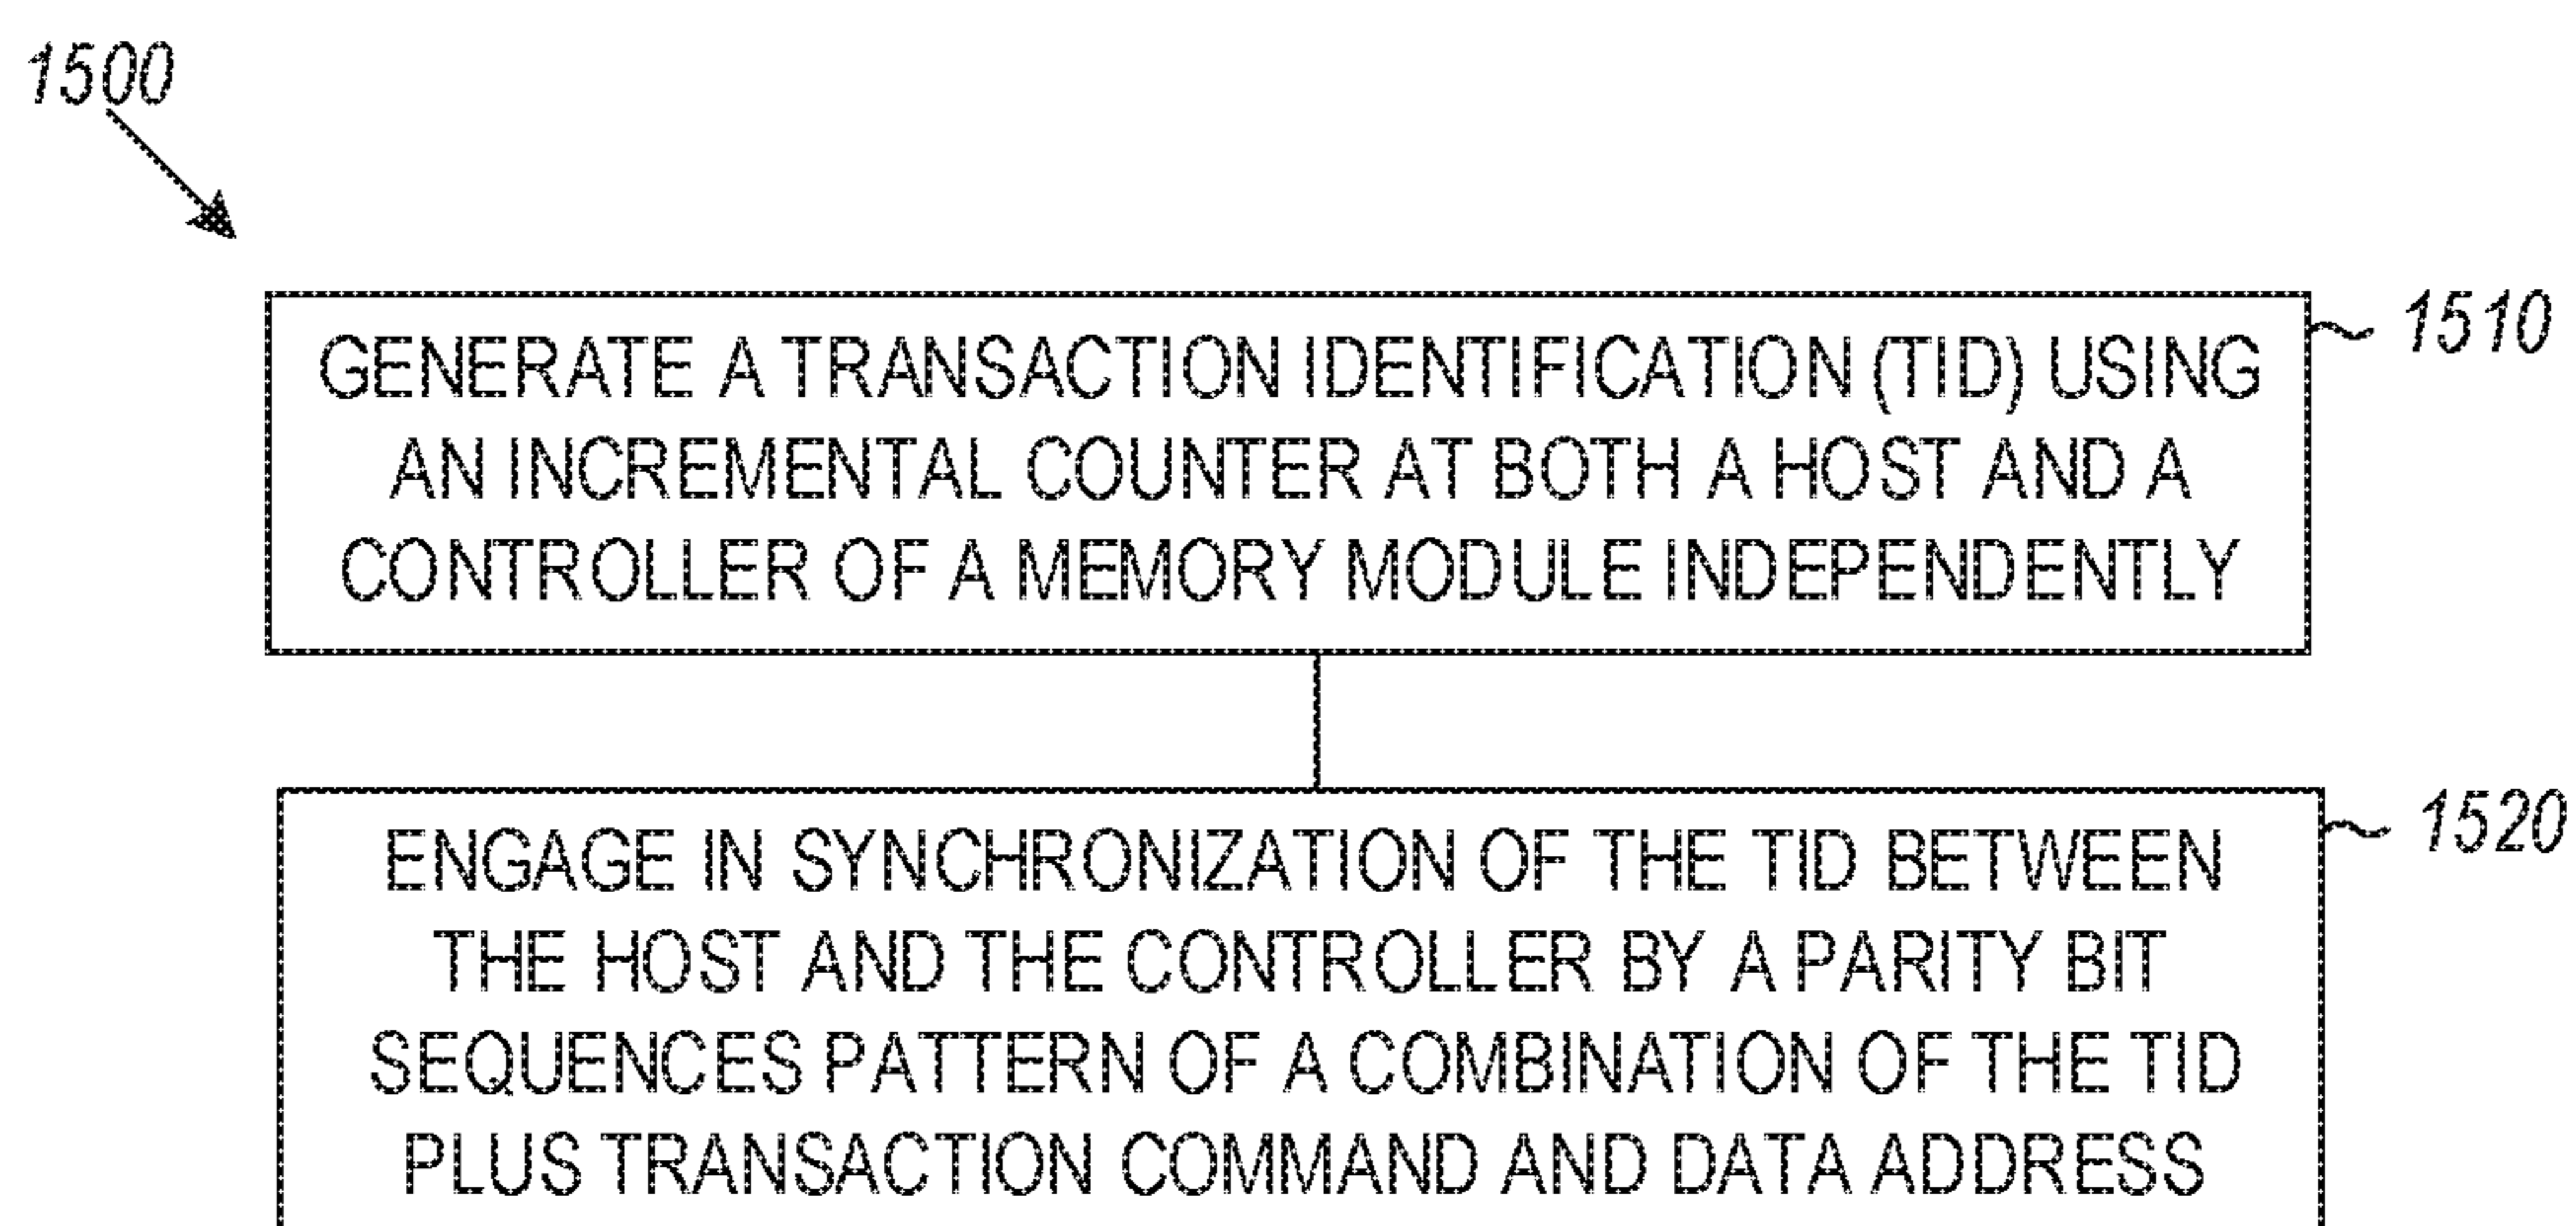 1500
GENERATE A TRANSACTION IDENTIFICATION (TID) USING
AN INCREMENTAL COUNTER AT BOTH A HOST AND A
CONTROLLER OF A MEMORY MODULE INDEPENDENTLY
1510
ENGAGE IN SYNCHRONIZATION OF THE TID BETWEEN
THE HOST AND THE CONTROLLER BY A PARITY BIT
SEQUENCES PATTERN OF A COMBINATION OF THE TID
PLUS TRANSACTION COMMAND AND DATA ADDRESS
1520